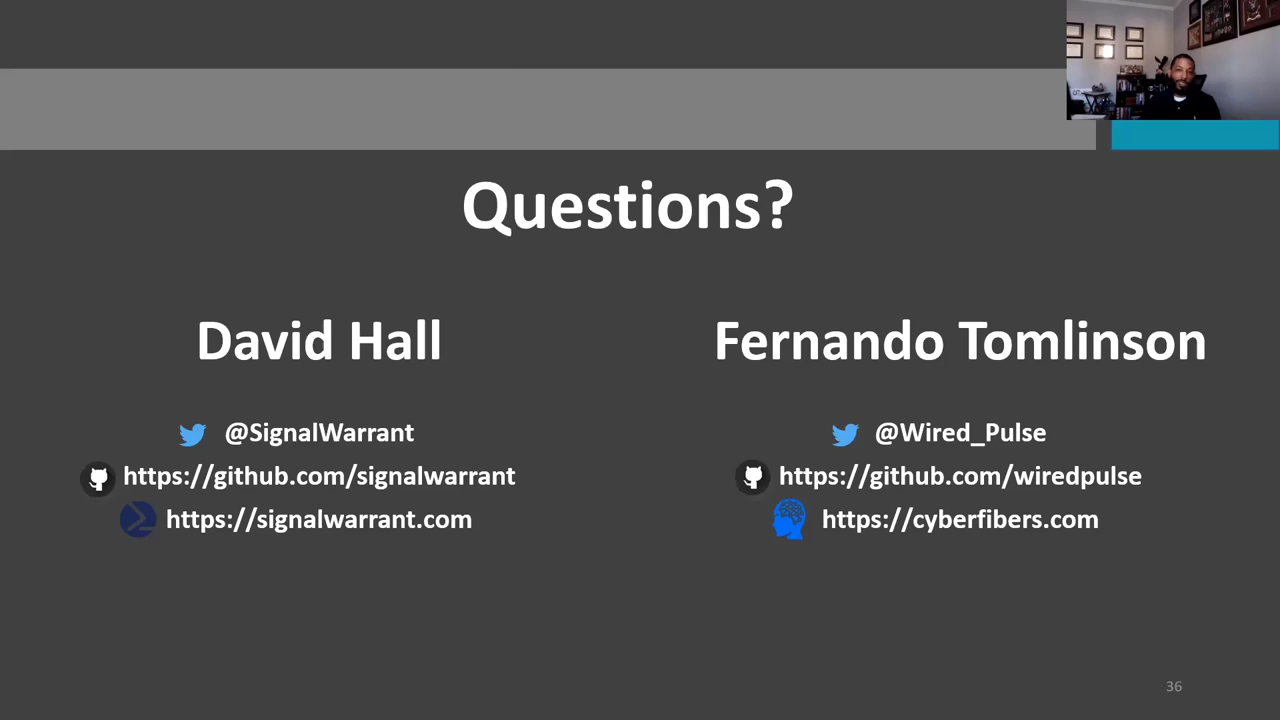 Questions?
David Hall
@SignalWarrant
https://github.com/signalwarrant
https://signalwarrant.com
Fernando Tomlinson
@Wired_Pulse
https://github.com/wiredpulse
https://cyberfibers.com
36